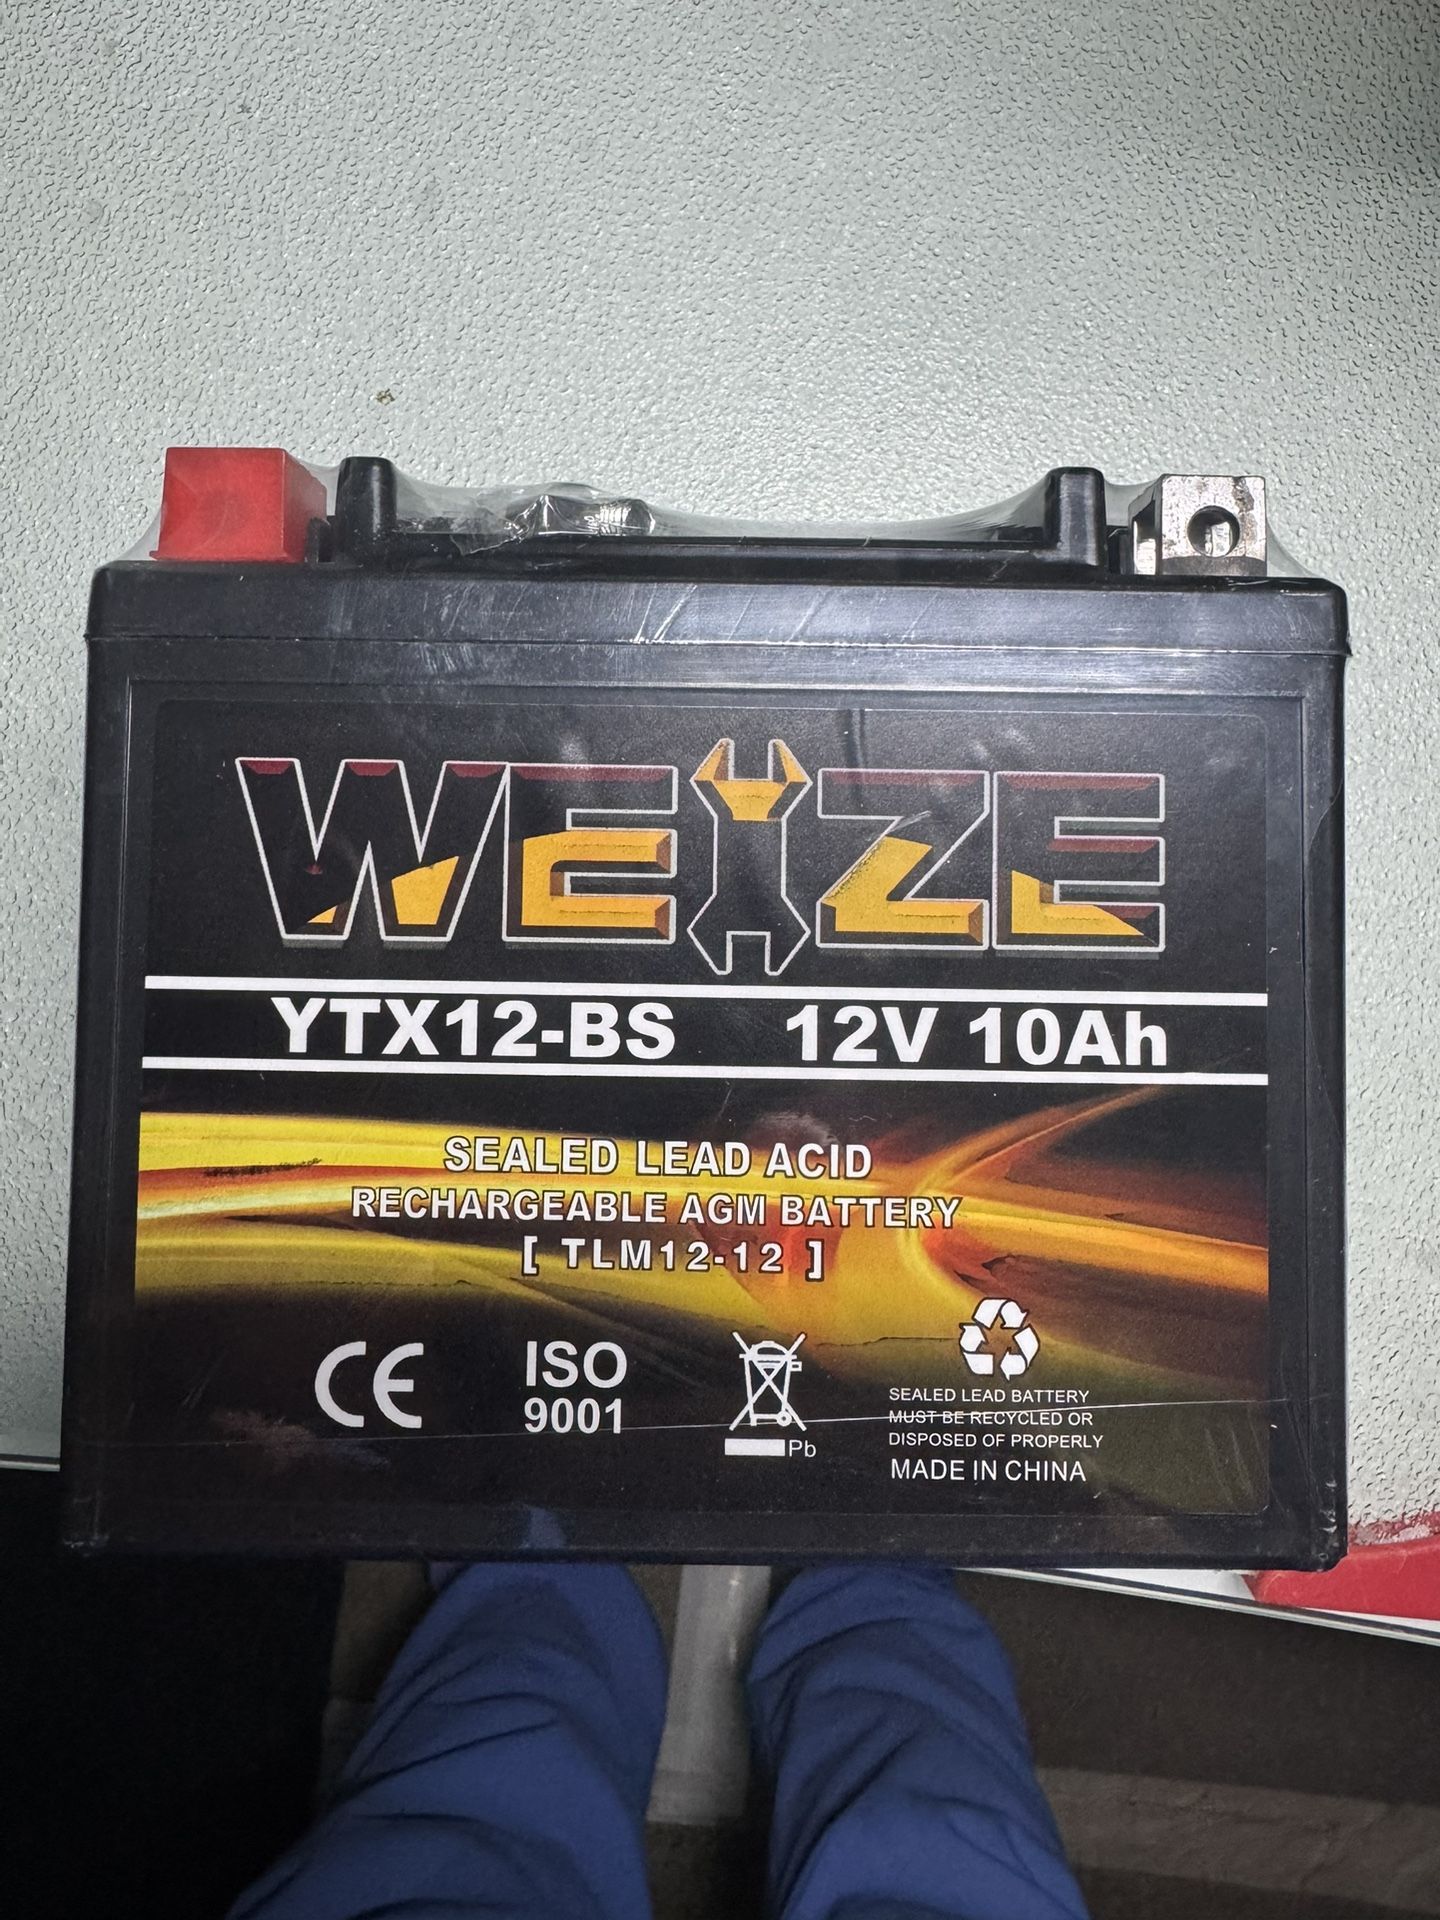 WEIZE
YTX12-BS 12V 10Ah
SEALED LEAD ACID
RECHARGEABLE AGM BATTERY
[ TLM12-12 ]
CE
ISO
9001
Pb
SEALED LEAD BATTERY
MUST BE RECYCLED OR
DISPOSED OF PROPERLY
MADE IN CHINA